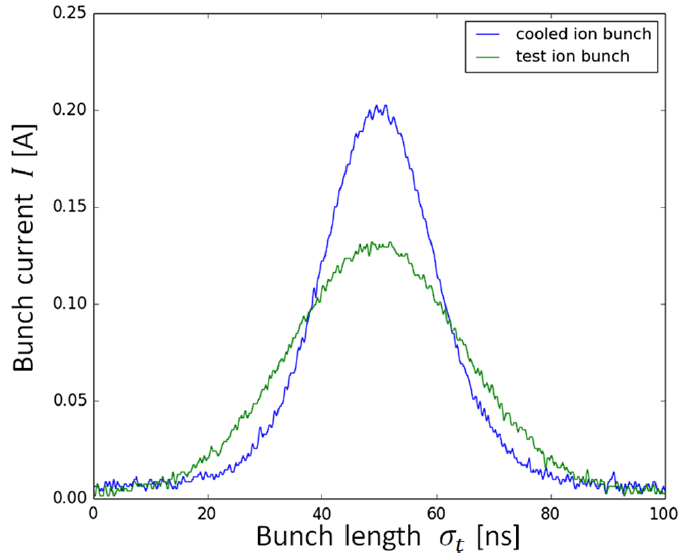 0.25
0.20
0.15
0.10
0.05
0.00
Bunch current I [A]
cooled ion bunch
test ion bunch
0 20 40 60 80 100
Bunch length σt [ns]